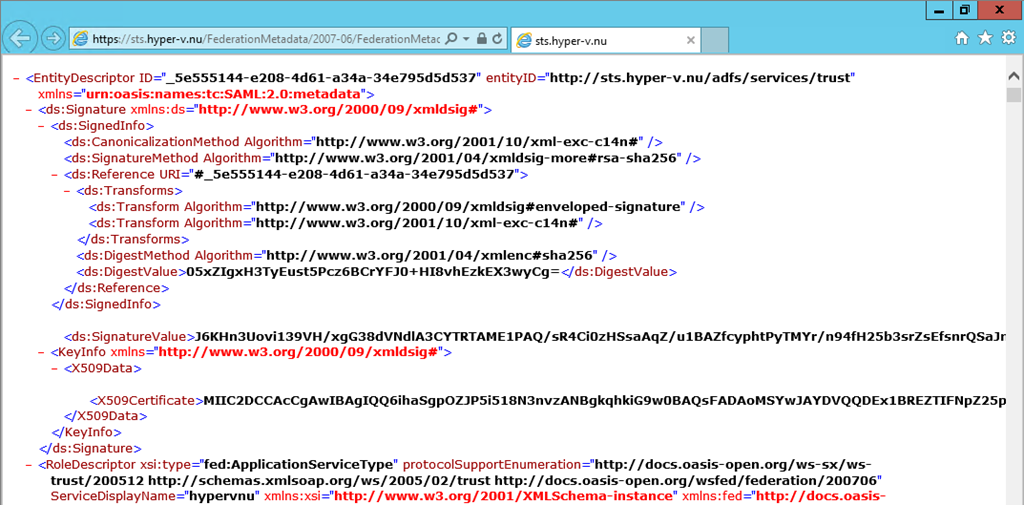 https://sts.hyper-v.nu/FederationMetadata/2007-06/FederationMetac
sts.hyper-v.nu
- <EntityDescriptor ID="_5e555144-e208-4d61-a34a-34e795d5d537" entityID="http://sts.hyper-v.nu/adfs/services/trust"
xmlns="urn:oasis:names:tc:SAML:2.0:metadata">
- <ds:Signature xmlns:ds="http://www.w3.org/2000/09/xmldsig#">
- <ds:SignedInfo>
<ds:CanonicalizationMethod Algorithm="http://www.w3.org/2001/10/xml-exc-c14n#" />
<ds:SignatureMethod Algorithm="http://www.w3.org/2001/04/xmldsig-more#rsa-sha256" />
- <ds:Reference URI="#_5e555144-e208-4d61-a34a-34e795d5d537">
- <ds:Transforms>
<ds:Transform Algorithm="http://www.w3.org/2000/09/xmldsig#enveloped-signature" />
<ds:Transform Algorithm="http://www.w3.org/2001/10/xml-exc-c14n#" />
</ds:Transforms>
<ds:DigestMethod Algorithm="http://www.w3.org/2001/04/xmlenc#sha256" />
<ds:DigestValue>05xZIgxH3TyEust5Pcz6BCrYFJ0+HI8vhEzkEX3wyCg=</ds:DigestValue>
</ds:Reference>
</ds:SignedInfo>
<ds:SignatureValue>J6KHn3Uovi139VH/xgG38dVNdlA3CYTRTAME1PAQ/sR4Ci0zHSsaAqZ/u1BAZfcyphtPyTMYr/n94fH25b3srZsEfsnrQSaJr
- <KeyInfo xmlns="http://www.w3.org/2000/09/xmldsig#">
- <X509Data>
<X509Certificate>MIIC2DCCAcCgAwIBAgIQQ6ihaSgpOZJP5i518N3nvzANBgkqhkiG9w0BAQsFADAoMSYwJAYDVQQDEx1BREZTIFNpZ25p
</X509Data>
</KeyInfo>
</ds:Signature>
- <RoleDescriptor xsi:type="fed:ApplicationServiceType" protocolSupportEnumeration="http://docs.oasis-open.org/ws-sx/ws-
trust/200512 http://schemas.xmlsoap.org/ws/2005/02/trust http://docs.oasis-open.org/wsfed/federation/200706"
ServiceDisplayName="hypervnu" xmlns:xsi="http://www.w3.org/2001/XMLSchema-instance" xmlns:fed="http://docs.oasis-